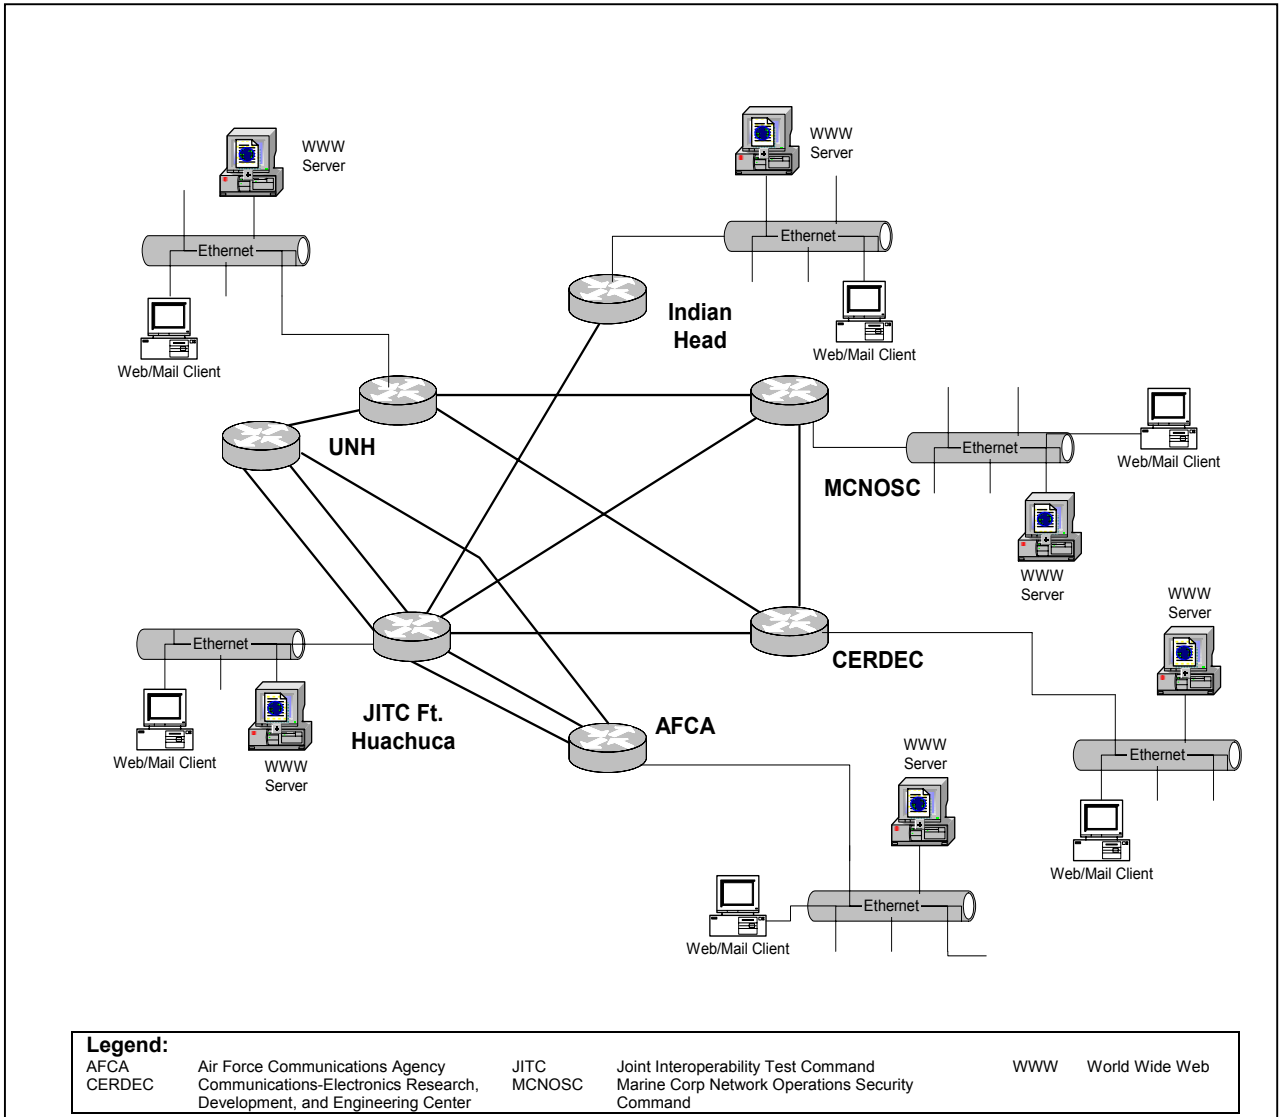 WWW
Server
Ethernet
Web/Mail Client
WWW
Server
Ethernet
Web/Mail Client
Indian
Head
UNH
MCNOSC
Ethernet
Web/Mail Client
WWW
Server
WWW
Server
CERDEC
Ethernet
Web/Mail Client
Ethernet
Web/Mail Client
WWW
Server
JITC Ft.
Huachuca
AFCA
WWW
Server
Ethernet
Web/Mail Client
Legend:
AFCA Air Force Communications Agency JITC Joint Interoperability Test Command WWW World Wide Web
CERDEC Communications-Electronics Research, MCNOSC Marine Corp Network Operations Security
Development, and Engineering Center Command